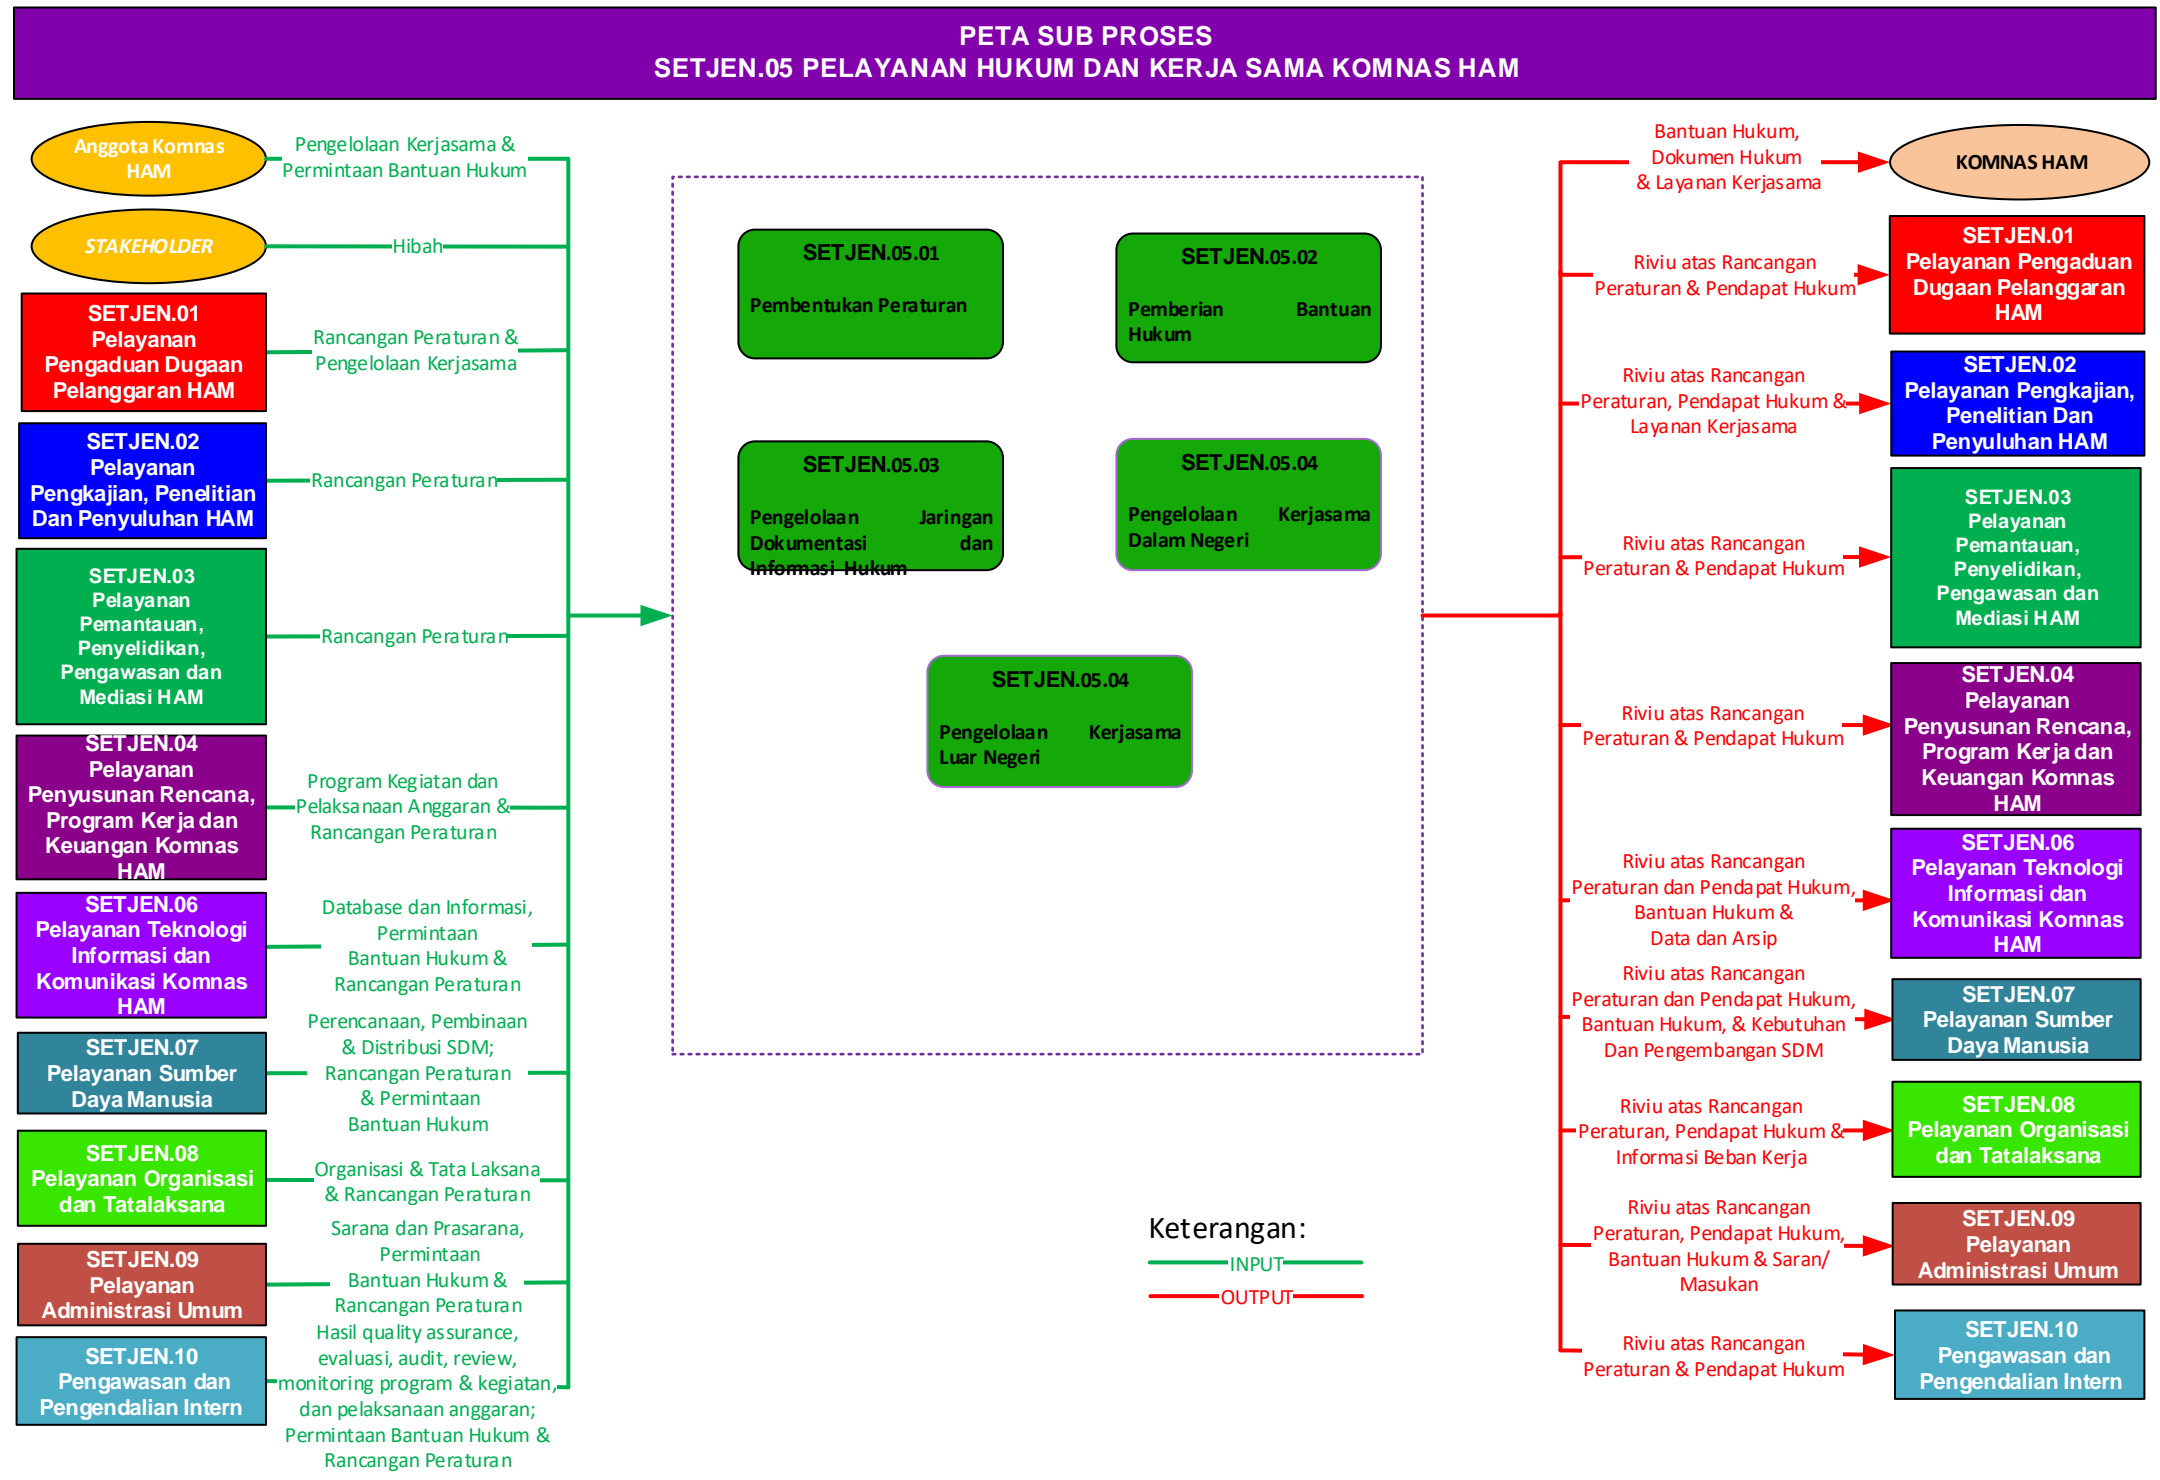 PETA SUB PROSES
SETJEN.05 PELAYANAN HUKUM DAN KERJA SAMA KOMNAS HAM
Anggota Komnas
HAM
Pengelolaan Kerjasama &
Permintaan Bantuan Hukum
STAKEHOLDER
Hibah
SETJEN.01
Pelayanan
Pengaduan Dugaan
Pelanggaran HAM
Rancangan Peraturan &
Pengelolaan Kerjasama
SETJEN.02
Pelayanan
Pengkajian, Penelitian
Dan Penyuluhan HAM
Rancangan Peraturan
SETJEN.03
Pelayanan
Pemantauan,
Penyelidikan,
Pengawasan dan
Mediasi HAM
Rancangan Peraturan
SETJEN.04
Pelayanan
Penyusunan Rencana,
Program Kerja dan
Keuangan Komnas
HAM
Program Kegiatan dan
Pelaksanaan Anggaran &
Rancangan Peraturan
SETJEN.06
Pelayanan Teknologi
Informasi dan
Komunikasi Komnas
HAM
Database dan Informasi,
Permintaan
Bantuan Hukum &
Rancangan Peraturan
SETJEN.07
Pelayanan Sumber
Daya Manusia
Perencanaan, Pembinaan
& Distribusi SDM;
Rancangan Peraturan
& Permintaan
Bantuan Hukum
SETJEN.08
Pelayanan Organisasi
dan Tatalaksana
Organisasi & Tata Laksana
& Rancangan Peraturan
SETJEN.09
Pelayanan
Administrasi Umum
Sarana dan Prasarana,
Permintaan
Bantuan Hukum &
Rancangan Peraturan
SETJEN.10
Pengawasan dan
Pengendalian Intern
Hasil quality assurance,
evaluasi, audit, review,
monitoring program & kegiatan,
dan pelaksanaan anggaran;
Permintaan Bantuan Hukum &
Rancangan Peraturan
SETJEN.05.01
Pembentukan Peraturan
SETJEN.05.02
Pemberian Bantuan
Hukum
SETJEN.05.03
Pengelolaan Jaringan
Dokumentasi dan
Informasi Hukum
SETJEN.05.04
Pengelolaan Kerjasama
Dalam Negeri
SETJEN.05.04
Pengelolaan Kerjasama
Luar Negeri
Keterangan:
INPUT
OUTPUT
Bantuan Hukum,
Dokumen Hukum
& Layanan Kerjasama
KOMNAS HAM
Riviu atas Rancangan
Peraturan & Pendapat Hukum
SETJEN.01
Pelayanan Pengaduan
Dugaan Pelanggaran
HAM
Riviu atas Rancangan
Peraturan, Pendapat Hukum &
Layanan Kerjasama
SETJEN.02
Pelayanan Pengkajian,
Penelitian Dan
Penyuluhan HAM
Riviu atas Rancangan
Peraturan & Pendapat Hukum
SETJEN.03
Pelayanan
Pemantauan,
Penyelidikan,
Pengawasan dan
Mediasi HAM
Riviu atas Rancangan
Peraturan & Pendapat Hukum
SETJEN.04
Pelayanan
Penyusunan Rencana,
Program Kerja dan
Keuangan Komnas
HAM
Riviu atas Rancangan
Peraturan dan Pendapat Hukum,
Bantuan Hukum &
Data dan Arsip
SETJEN.06
Pelayanan Teknologi
Informasi dan
Komunikasi Komnas
HAM
Riviu atas Rancangan
Peraturan dan Pendapat Hukum,
Bantuan Hukum, & Kebutuhan
Dan Pengembangan SDM
SETJEN.07
Pelayanan Sumber
Daya Manusia
Riviu atas Rancangan
Peraturan, Pendapat Hukum &
Informasi Beban Kerja
SETJEN.08
Pelayanan Organisasi
dan Tatalaksana
Riviu atas Rancangan
Peraturan, Pendapat Hukum,
Bantuan Hukum & Saran/
Masukan
SETJEN.09
Pelayanan
Administrasi Umum
Riviu atas Rancangan
Peraturan & Pendapat Hukum
SETJEN.10
Pengawasan dan
Pengendalian Intern